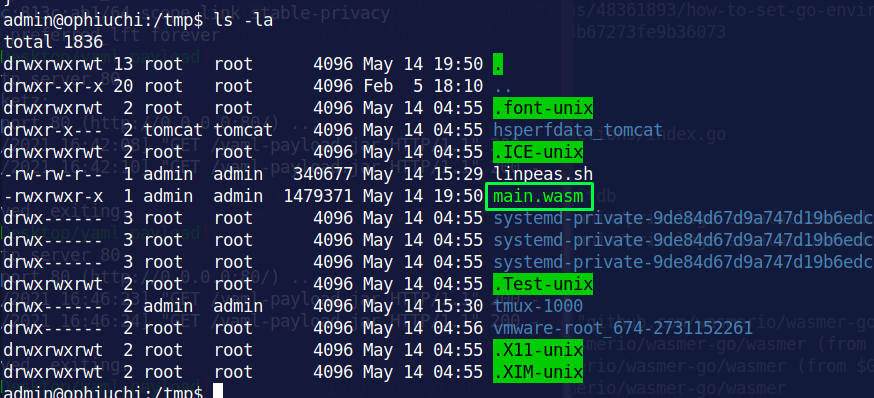 admin@ophiuchi:/tmp$ ls -la
total 1836
drwxrwxrwt 13 root   root      4096 May 14 19:50 .
drwxr-xr-x 20 root   root      4096 Feb  5 18:10 ..
drwxrwxrwt  2 root   root      4096 May 14 04:55 .font-unix
drwxr-x---  2 tomcat tomcat    4096 May 14 04:55 hsperfdata_tomcat
drwxrwxrwt  2 root   root      4096 May 14 04:55 .ICE-unix
-rw-rw-r--  1 admin  admin   340677 May 14 15:29 linpeas.sh
-rwxrwxr-x  1 admin  admin  1479371 May 14 19:50 main.wasm
drwx------  3 root   root      4096 May 14 04:55 systemd-private-9de84d67d9a747d19b6edc
drwx------  3 root   root      4096 May 14 04:55 systemd-private-9de84d67d9a747d19b6edc
drwx------  3 root   root      4096 May 14 04:55 systemd-private-9de84d67d9a747d19b6edc
drwxrwxrwt  2 root   root      4096 May 14 04:55 .Test-unix
drwx------  2 admin  admin     4096 May 14 15:30 tmux-1000
drwx------  2 root   root      4096 May 14 04:56 vmware-root_674-2731152261
drwxrwxrwt  2 root   root      4096 May 14 04:55 .X11-unix
drwxrwxrwt  2 root   root      4096 May 14 04:55 .XIM-unix
admin@ophiuchi:/tmp$